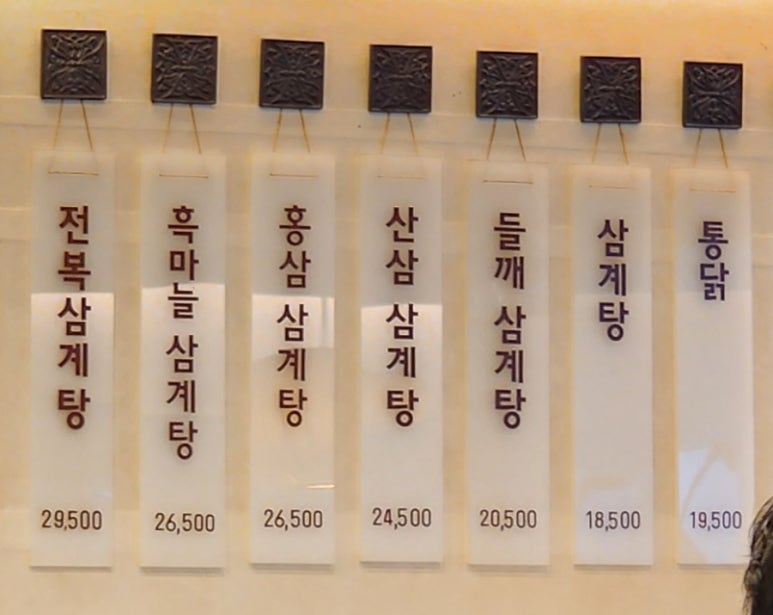 전복삼계탕
29,500
흑마늘 삼계탕
26,500
홍삼 삼계탕
26,500
산삼 삼계탕
24,500
들깨 삼계탕
20,500
삼계탕
18,500
통닭
19,500